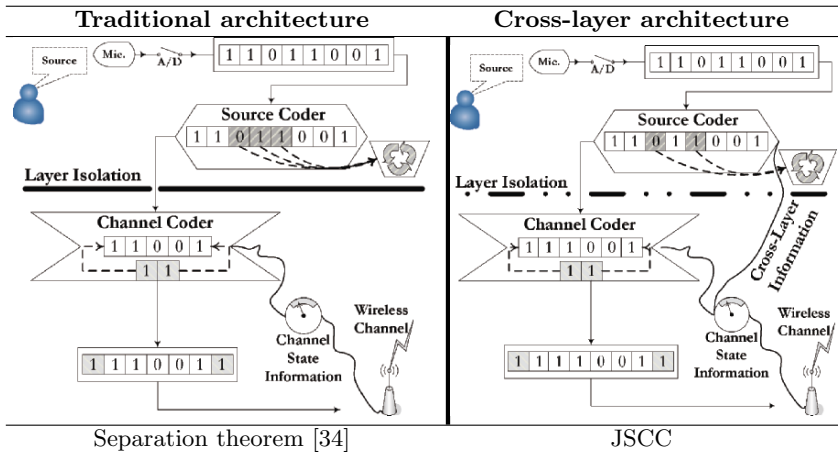 Traditional architecture
Source
Mic.
A/D
1 1 0 1 1 0 0 1
Source Coder
1 1 0 1 1 0 0 1
Layer Isolation
Channel Coder
1 1 0 0 1
1 1
Wireless
Channel
Channel
State
Information
1 1 1 0 0 1 1
Separation theorem [34]
Cross-layer architecture
Source
Mic.
A/D
1 1 0 1 1 0 0 1
Source Coder
1 1 0 1 1 0 0 1
Layer Isolation
Channel Coder
1 1 1 0 0 1
1 1
Cross-Layer
Information
Wireless
Channel
Channel
State
Information
1 1 1 1 0 0 1 1
JSCC